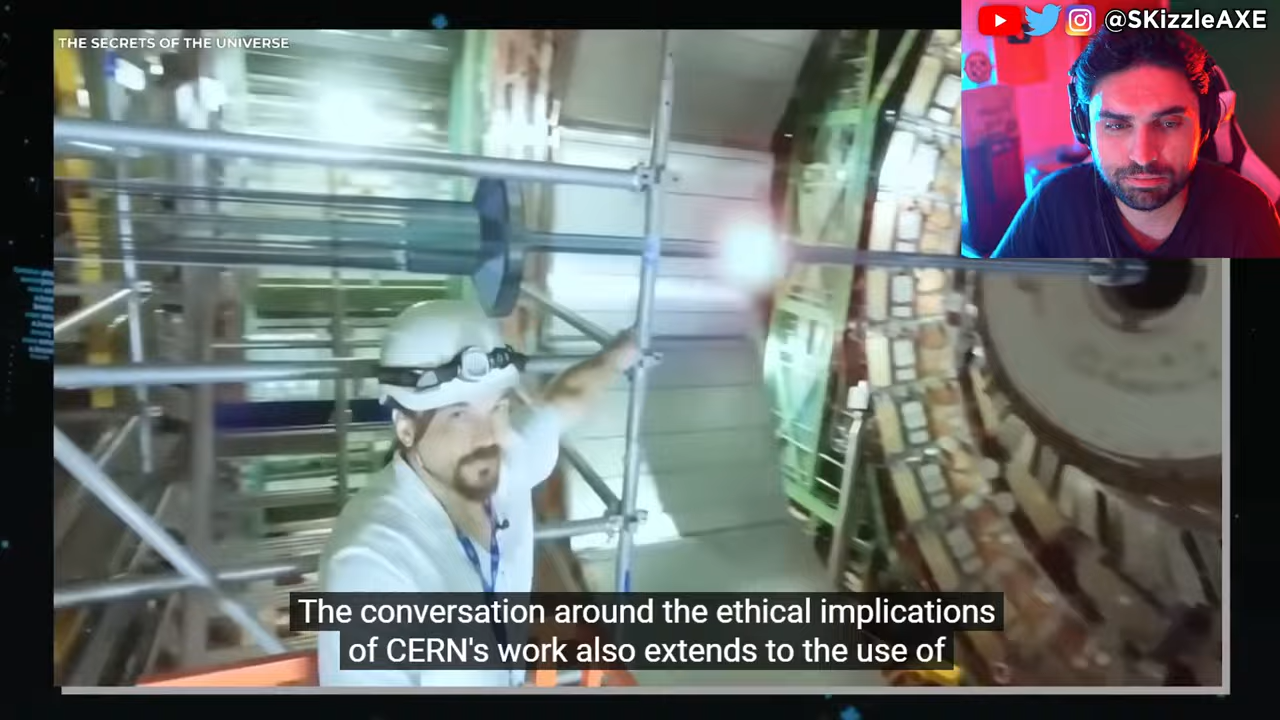 @SKizzleAXE
THE SECRETS OF THE UNIVERSE
The conversation around the ethical implications
of CERN's work also extends to the use of